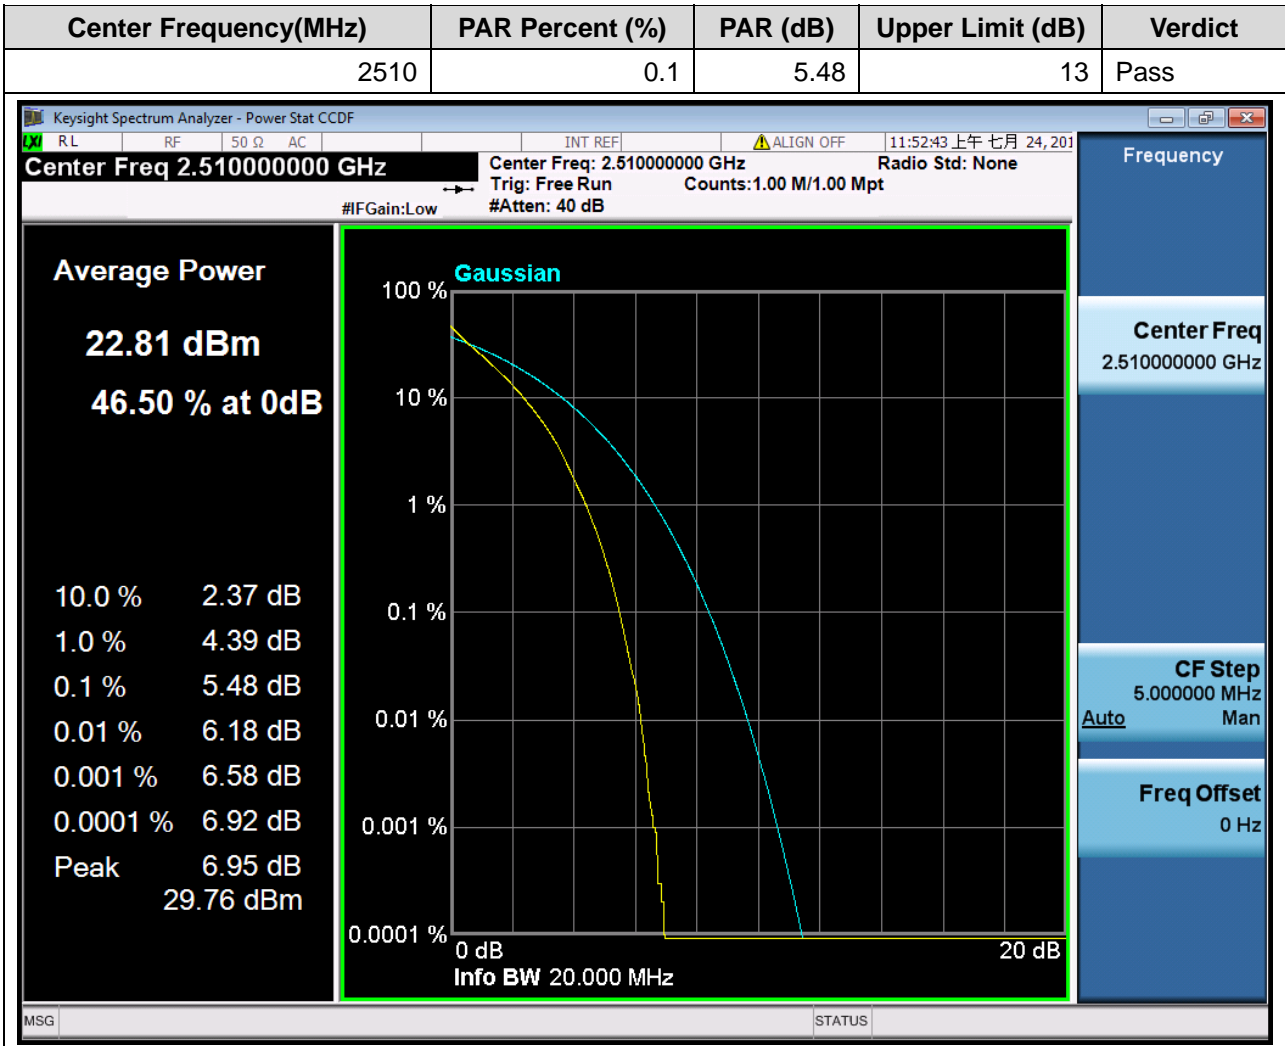 Center Frequency(MHz) PAR Percent (%) PAR (dB) Upper Limit (dB) Verdict
2510 0.1 5.48 13 Pass
Keysight Spectrum Analyzer - Power Stat CCDF
LXI RL RF 50 Ω AC INT REF ALIGN OFF 11:52:43 上午 七月 24, 201
Center Freq 2.510000000 GHz
Center Freq: 2.510000000 GHz Radio Std: None
Trig: Free Run Counts:1.00 M/1.00 Mpt
#IFGain:Low #Atten: 40 dB
Average Power
22.81 dBm
46.50 % at 0dB
10.0 % 2.37 dB
1.0 % 4.39 dB
0.1 % 5.48 dB
0.01 % 6.18 dB
0.001 % 6.58 dB
0.0001 % 6.92 dB
Peak 6.95 dB
29.76 dBm
Gaussian
100 %
10 %
1 %
0.1 %
0.01 %
0.001 %
0.0001 %
0 dB 20 dB
Info BW 20.000 MHz
Frequency
Center Freq
2.510000000 GHz
CF Step
5.000000 MHz
Auto Man
Freq Offset
0 Hz
MSG STATUS